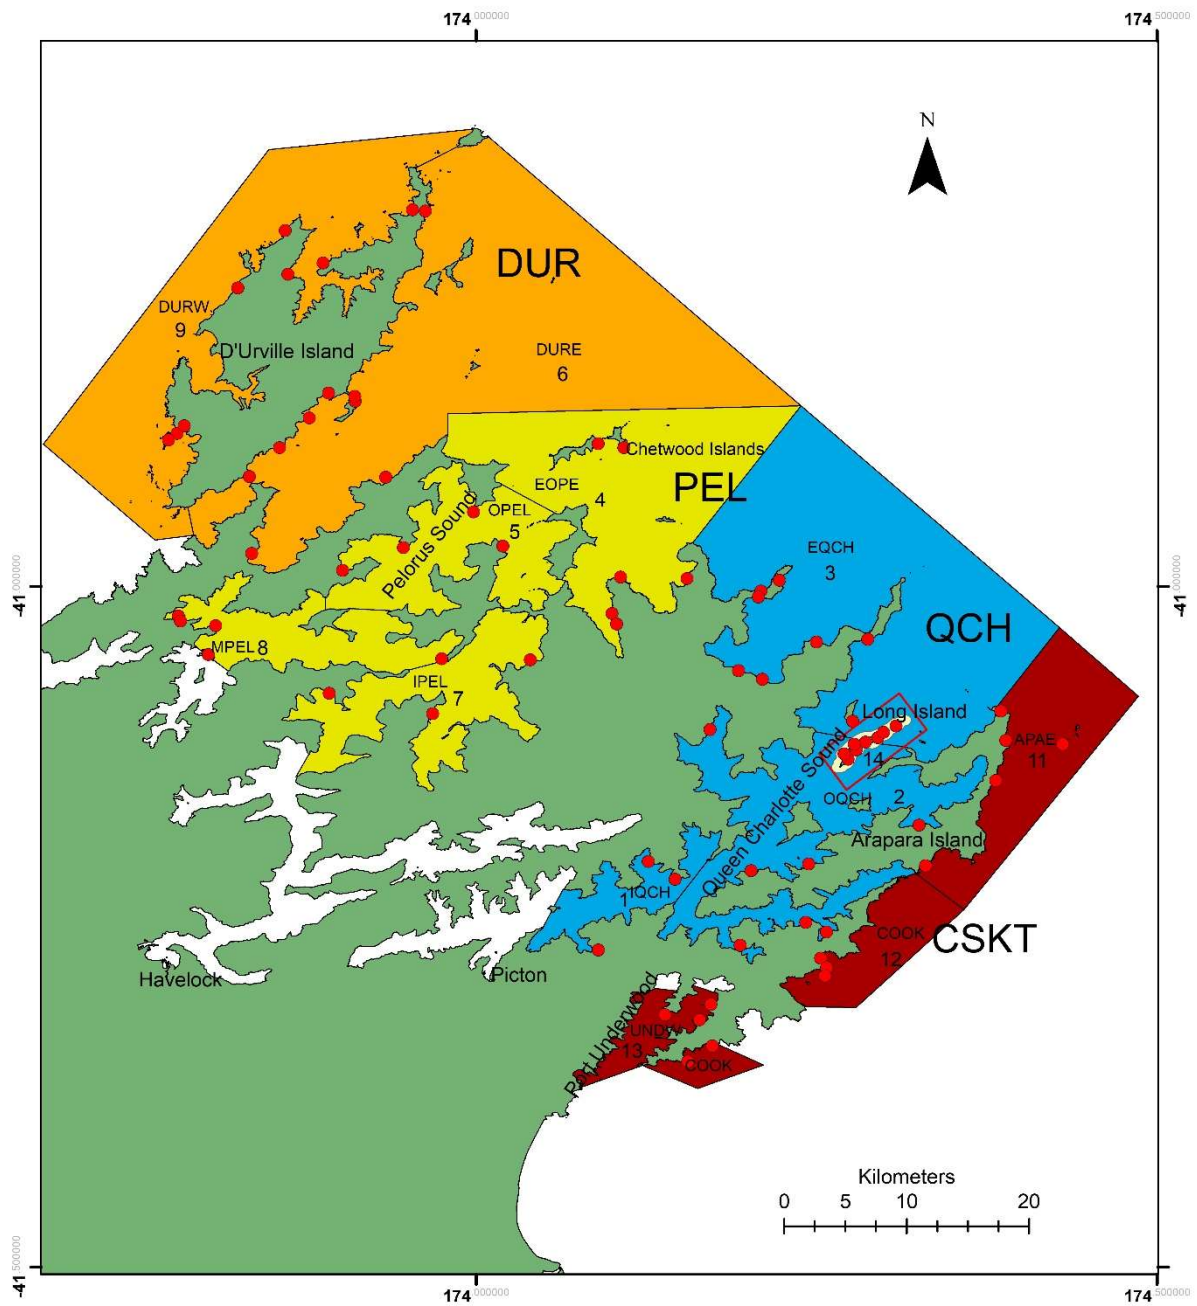 174.000000
174.500000
N
DUR
DURW
9
DURE
6
D'Urville Island
Chetwood Islands
PEL
EOPE
4
OPEL
5
Pelorus Sound
EQCH
3
-41.000000
-41.000000
QCH
MPEL 8
IPEL
7
Long Island
APAE
11
14
OQCH 2
Queen Charlotte Sound
Arapara Island
1 IQCH
COOK
12
CSKT
Havelock
Picton
Port Underwood
UNDW
13
COOK
Kilometers
0 5 10 20
-41.500000
174.000000
174.500000